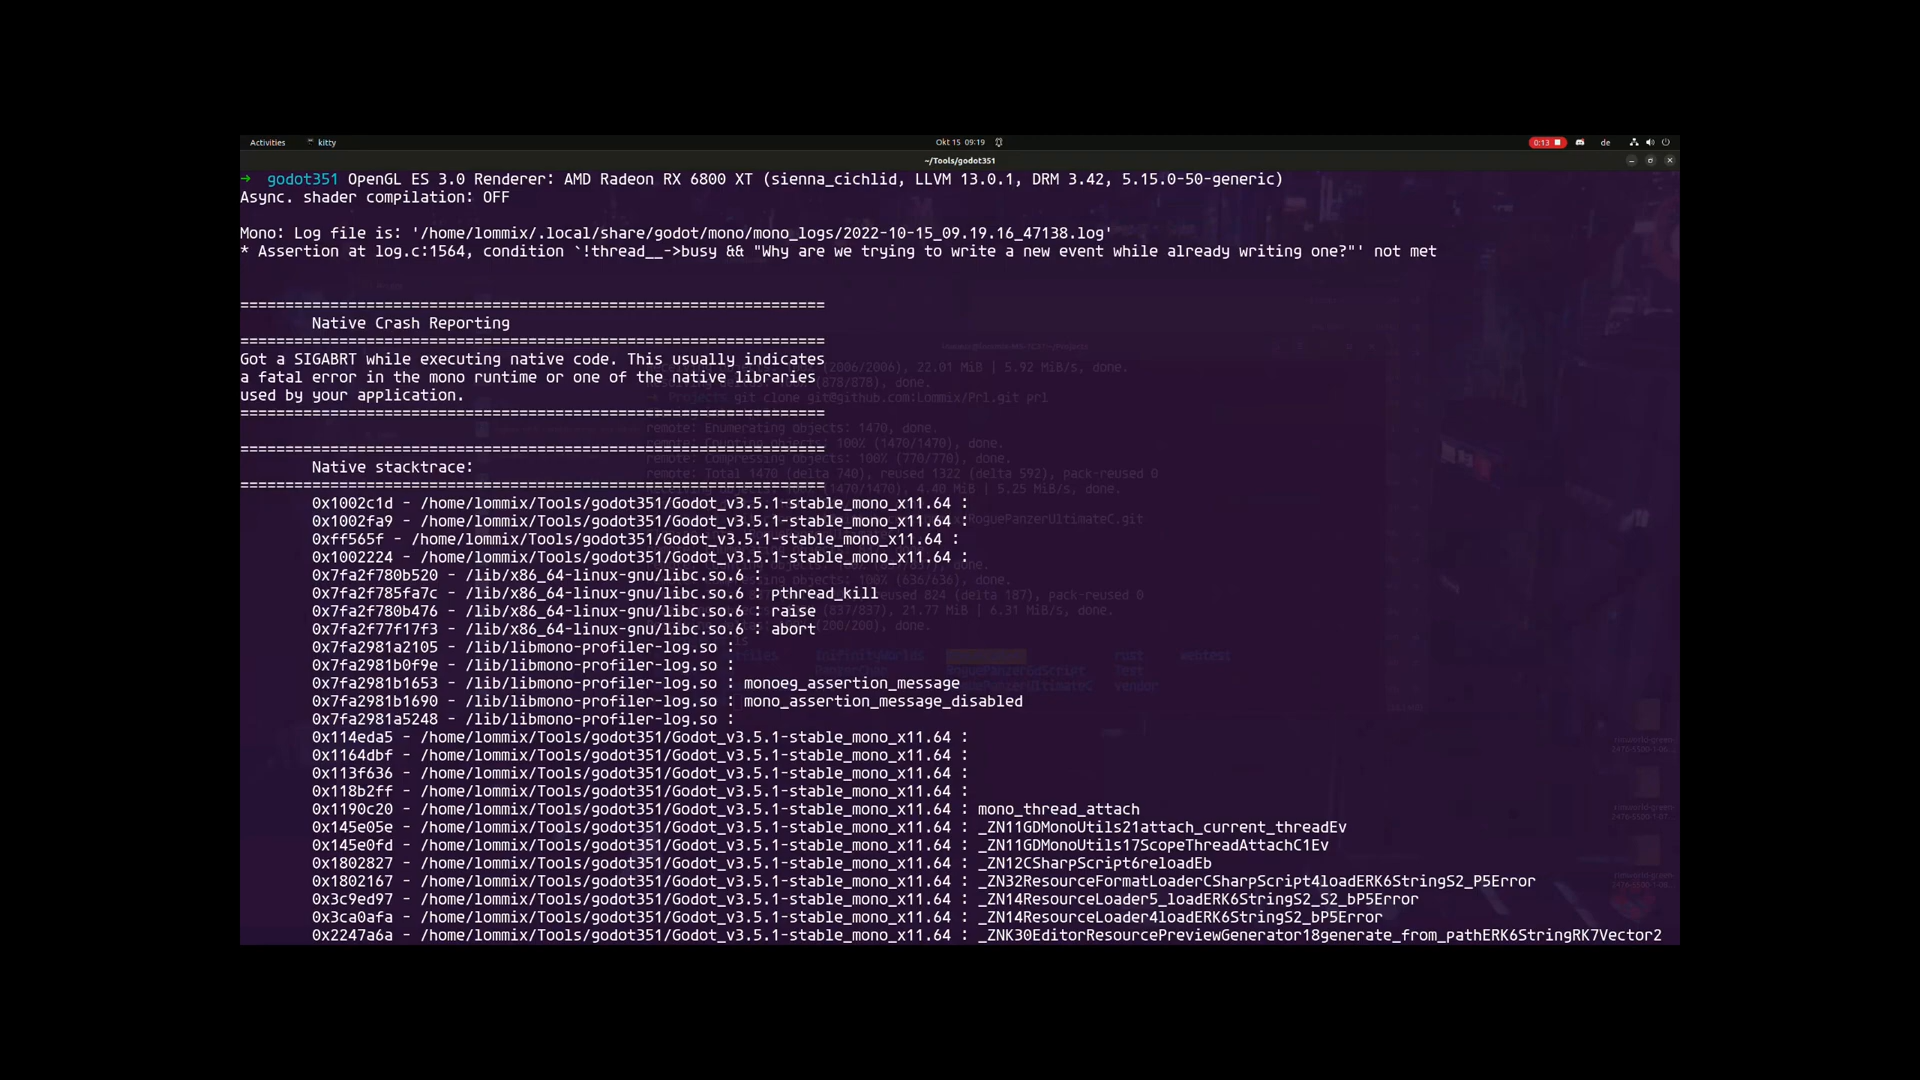 Activities kitty Okt 15 09:19 0:13 de
~/Tools/godot351
→ godot351 OpenGL ES 3.0 Renderer: AMD Radeon RX 6800 XT (sienna_cichlid, LLVM 13.0.1, DRM 3.42, 5.15.0-50-generic)
Async. shader compilation: OFF
Mono: Log file is: '/home/lommix/.local/share/godot/mono/mono_logs/2022-10-15_09.19.16_47138.log'
* Assertion at log.c:1564, condition `!thread__->busy && "Why are we trying to write a new event while already writing one?"' not met
=================================================================
Native Crash Reporting
=================================================================
Got a SIGABRT while executing native code. This usually indicates
a fatal error in the mono runtime or one of the native libraries
used by your application.
=================================================================
=================================================================
Native stacktrace:
=================================================================
0x1002c1d - /home/lommix/Tools/godot351/Godot_v3.5.1-stable_mono_x11.64 :
0x1002fa9 - /home/lommix/Tools/godot351/Godot_v3.5.1-stable_mono_x11.64 :
0xff565f - /home/lommix/Tools/godot351/Godot_v3.5.1-stable_mono_x11.64 :
0x1002224 - /home/lommix/Tools/godot351/Godot_v3.5.1-stable_mono_x11.64 :
0x7fa2f780b520 - /lib/x86_64-linux-gnu/libc.so.6 :
0x7fa2f785fa7c - /lib/x86_64-linux-gnu/libc.so.6 : pthread_kill
0x7fa2f780b476 - /lib/x86_64-linux-gnu/libc.so.6 : raise
0x7fa2f77f17f3 - /lib/x86_64-linux-gnu/libc.so.6 : abort
0x7fa2981a2105 - /lib/libmono-profiler-log.so :
0x7fa2981b0f9e - /lib/libmono-profiler-log.so :
0x7fa2981b1653 - /lib/libmono-profiler-log.so : monoeg_assertion_message
0x7fa2981b1690 - /lib/libmono-profiler-log.so : mono_assertion_message_disabled
0x7fa2981a5248 - /lib/libmono-profiler-log.so :
0x114eda5 - /home/lommix/Tools/godot351/Godot_v3.5.1-stable_mono_x11.64 :
0x1164dbf - /home/lommix/Tools/godot351/Godot_v3.5.1-stable_mono_x11.64 :
0x113f636 - /home/lommix/Tools/godot351/Godot_v3.5.1-stable_mono_x11.64 :
0x118b2ff - /home/lommix/Tools/godot351/Godot_v3.5.1-stable_mono_x11.64 :
0x1190c20 - /home/lommix/Tools/godot351/Godot_v3.5.1-stable_mono_x11.64 : mono_thread_attach
0x145e05e - /home/lommix/Tools/godot351/Godot_v3.5.1-stable_mono_x11.64 : _ZN11GDMonoUtils21attach_current_threadEv
0x145e0fd - /home/lommix/Tools/godot351/Godot_v3.5.1-stable_mono_x11.64 : _ZN11GDMonoUtils17ScopeThreadAttachC1Ev
0x1802827 - /home/lommix/Tools/godot351/Godot_v3.5.1-stable_mono_x11.64 : _ZN12CSharpScript6reloadEb
0x1802167 - /home/lommix/Tools/godot351/Godot_v3.5.1-stable_mono_x11.64 : _ZN32ResourceFormatLoaderCSharpScript4loadERK6StringS2_P5Error
0x3c9ed97 - /home/lommix/Tools/godot351/Godot_v3.5.1-stable_mono_x11.64 : _ZN14ResourceLoader5_loadERK6StringS2_S2_bP5Error
0x3ca0afa - /home/lommix/Tools/godot351/Godot_v3.5.1-stable_mono_x11.64 : _ZN14ResourceLoader4loadERK6StringS2_bP5Error
0x2247a6a - /home/lommix/Tools/godot351/Godot_v3.5.1-stable_mono_x11.64 : _ZNK30EditorResourcePreviewGenerator18generate_from_pathERK6StringRK7Vector2